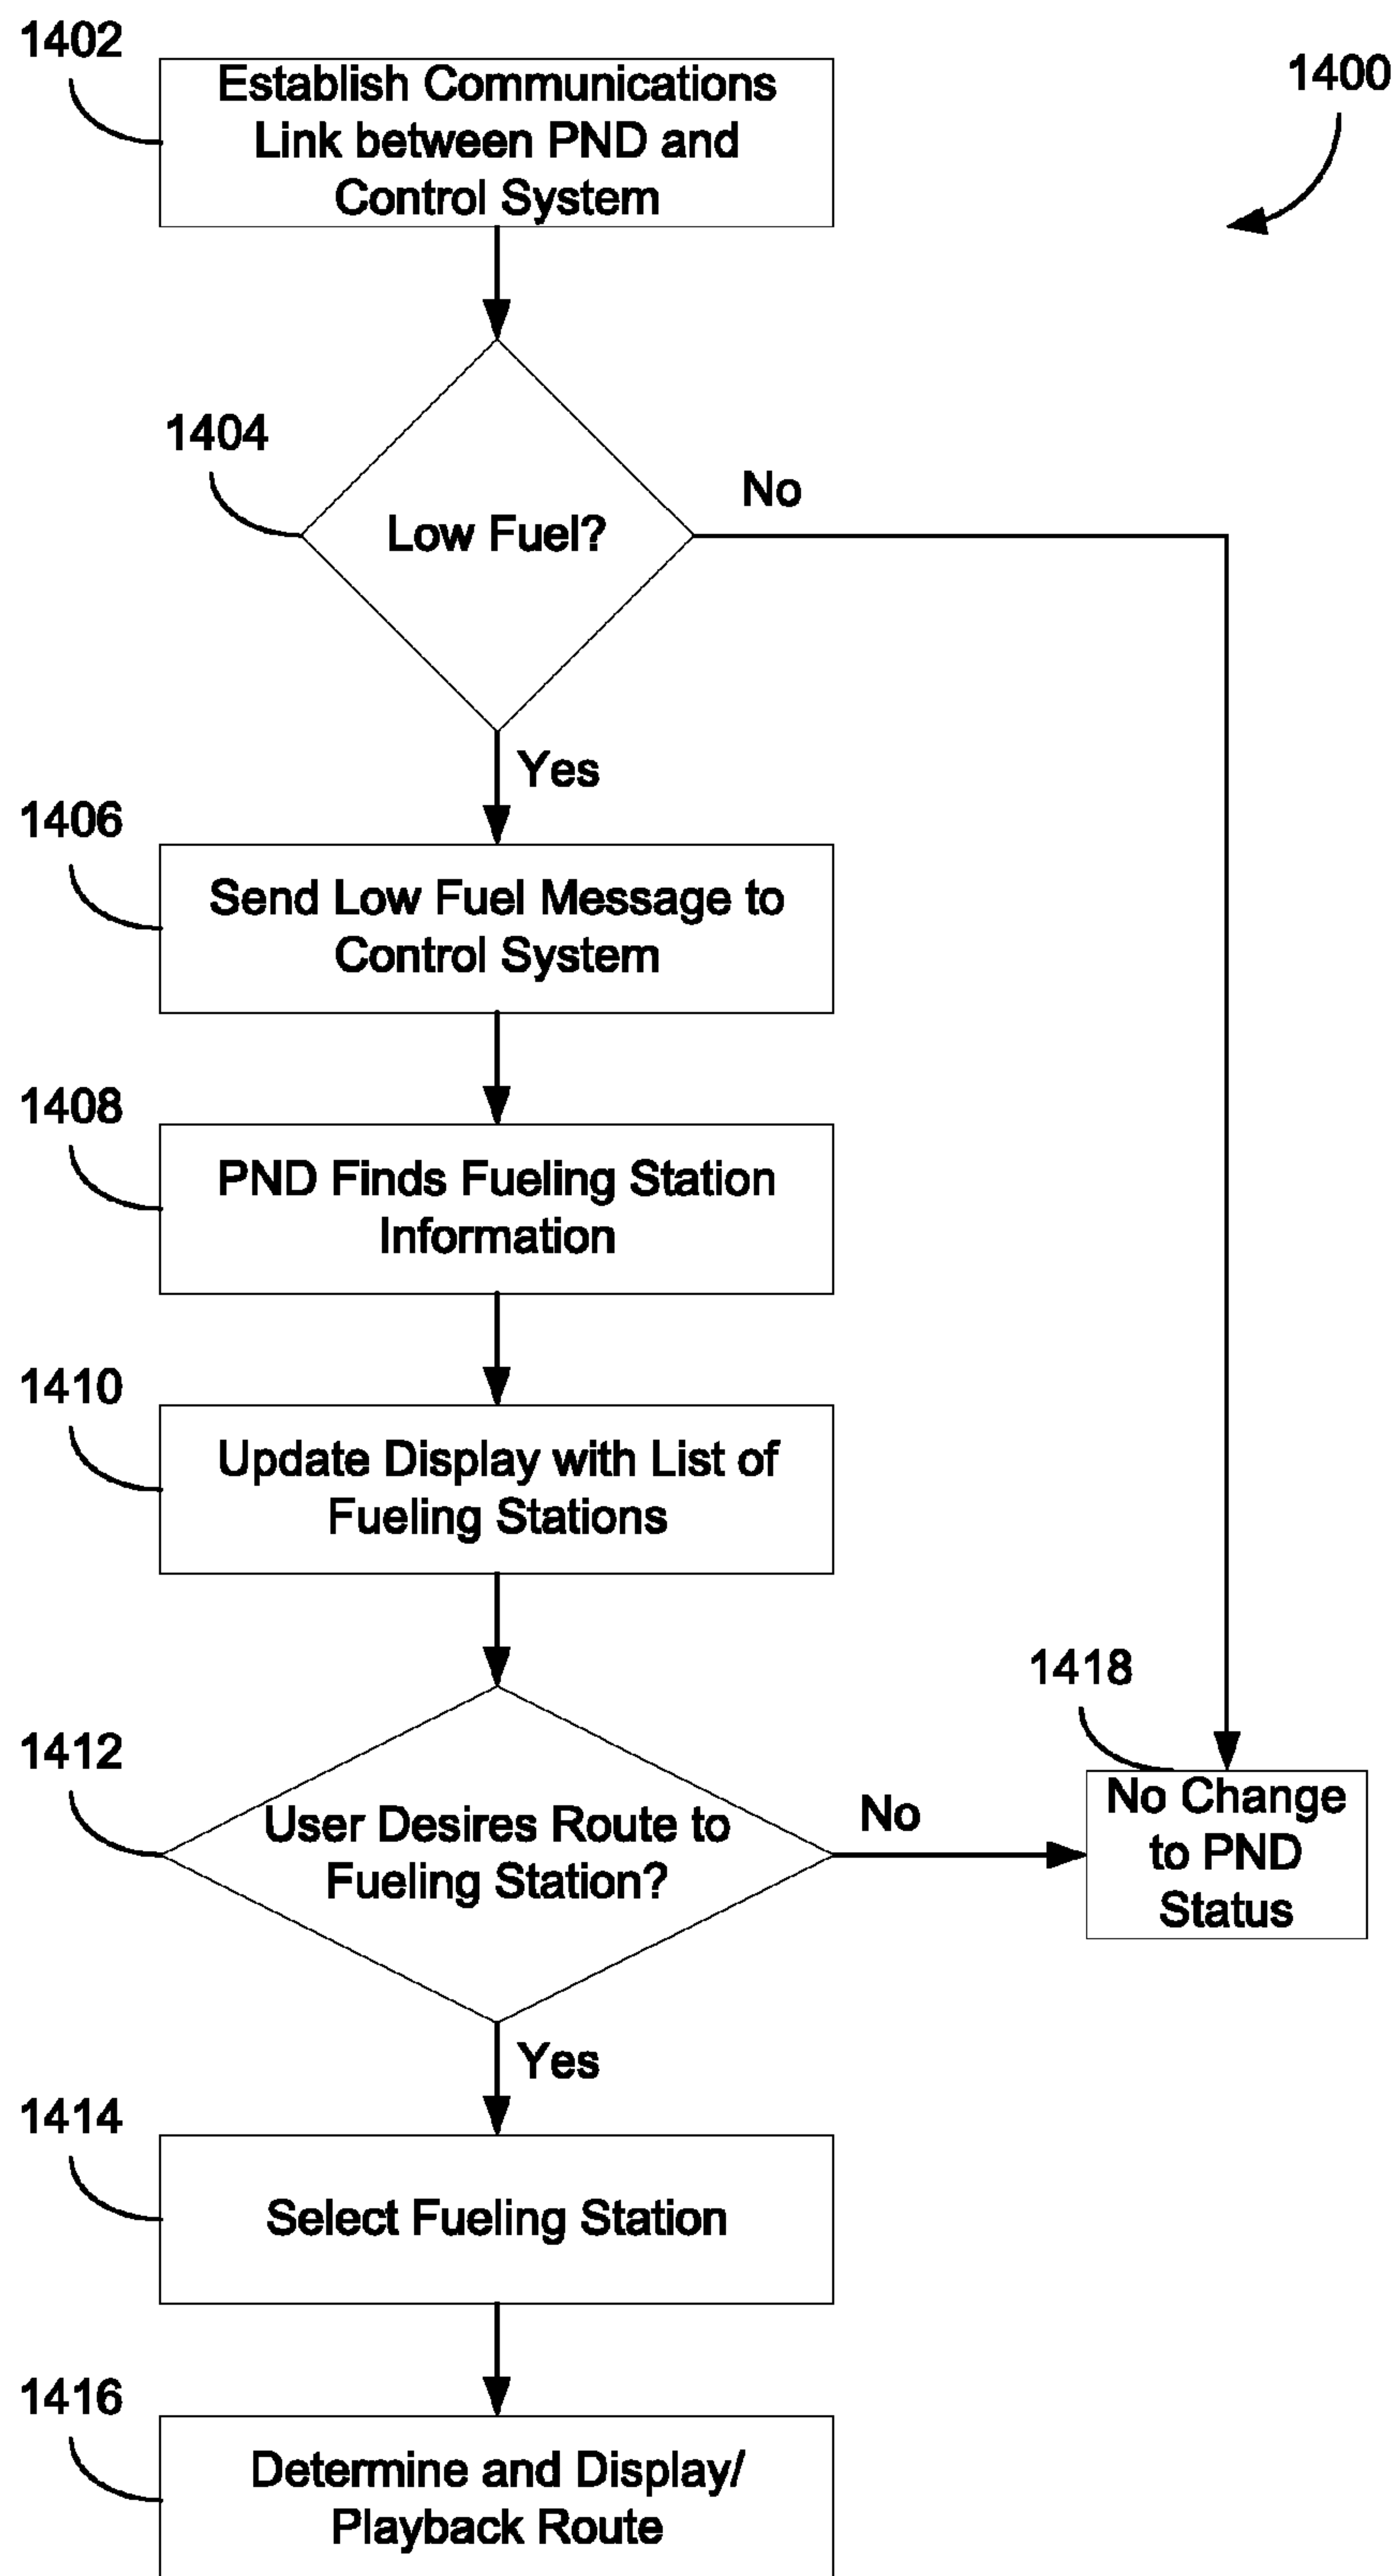 1402
Establish Communications
Link between PND and
Control System
1400
1404
Low Fuel?
No
Yes
1406
Send Low Fuel Message to
Control System
1408
PND Finds Fueling Station
Information
1410
Update Display with List of
Fueling Stations
1412
User Desires Route to
Fueling Station?
No
1418
No Change
to PND
Status
Yes
1414
Select Fueling Station
1416
Determine and Display/
Playback Route